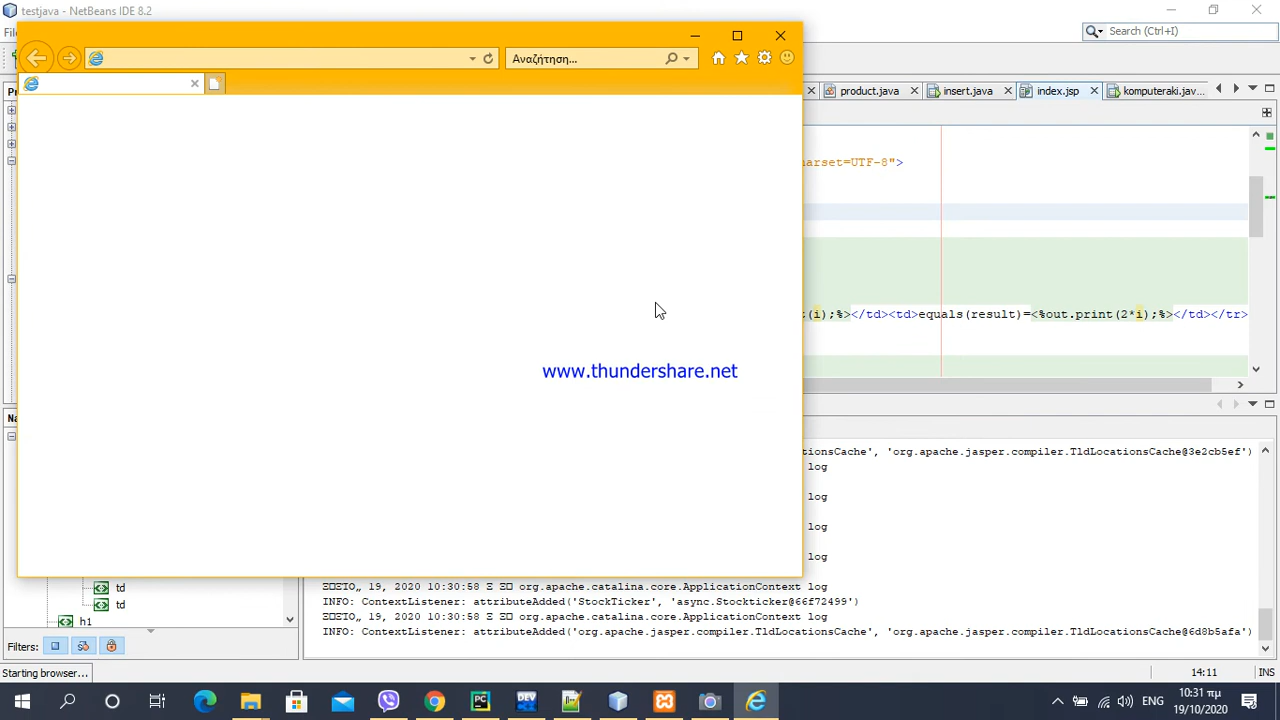 testjava - NetBeans IDE 8.2
Search (Ctrl+I)
Αναζήτηση...
product.java
insert.java
index.jsp
komputeraki.jav...
harset=UTF-8">
(i);%></td><td>equals(result)=<%out.print(2*i);%></td></tr>
www.thundershare.net
ionsCache', 'org.apache.jasper.compiler.TldLocationsCache@3e2cb5ef')
log
log
log
log
19, 2020 10:30:58 org.apache.catalina.core.ApplicationContext log
INFO: ContextListener: attributeAdded('StockTicker', 'async.Stockticker@66f72499')
19, 2020 10:30:58 org.apache.catalina.core.ApplicationContext log
INFO: ContextListener: attributeAdded('org.apache.jasper.compiler.TldLocationsCache', 'org.apache.jasper.compiler.TldLocationsCache@6d8b5afa')
td
td
h1
Filters:
Starting browser...
14:11
INS
ENG
10:31 πμ
19/10/2020